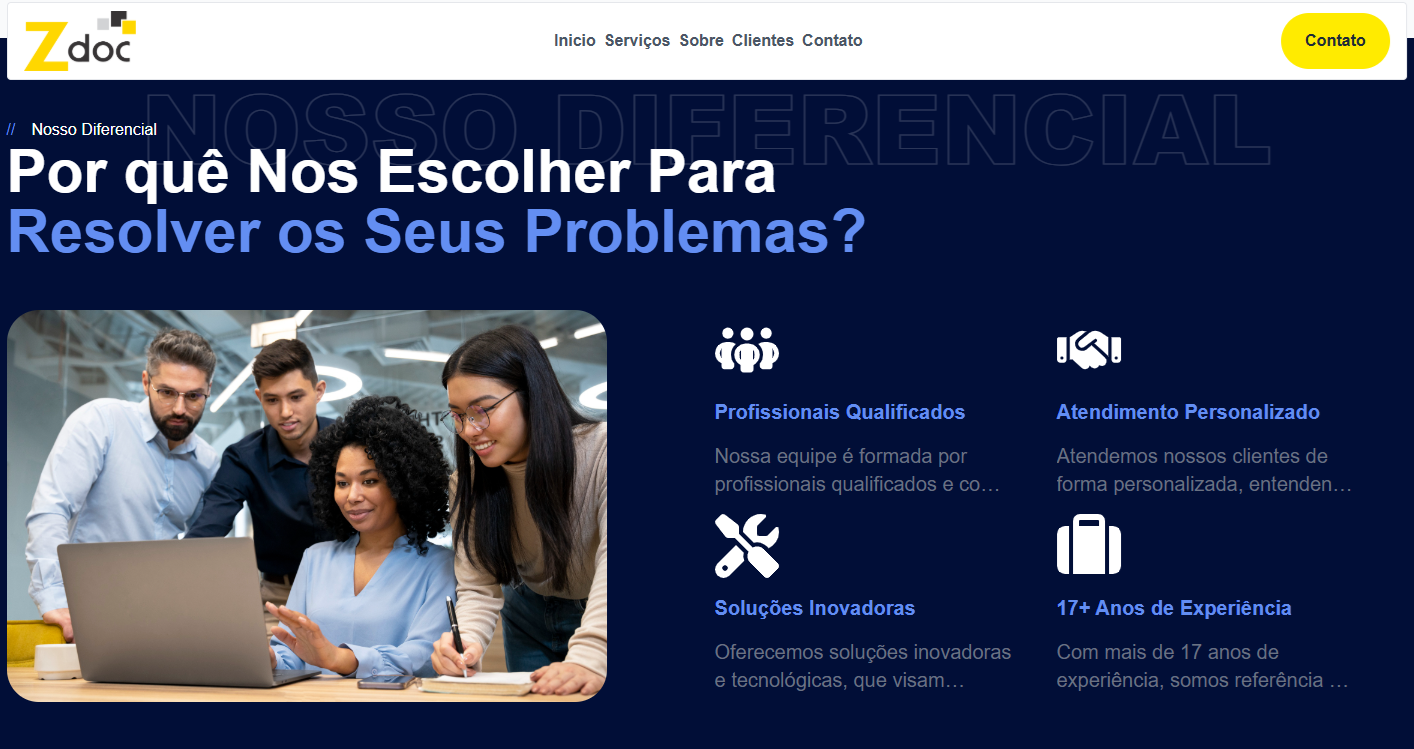 Zdoc
Inicio Serviços Sobre Clientes Contato
Contato
NOSSO DIFERENCIAL
// Nosso Diferencial
Por quê Nos Escolher Para
Resolver os Seus Problemas?
Profissionais Qualificados
Nossa equipe é formada por
profissionais qualificados e co…
Atendimento Personalizado
Atendemos nossos clientes de
forma personalizada, entenden…
Soluções Inovadoras
Oferecemos soluções inovadoras
e tecnológicas, que visam…
17+ Anos de Experiência
Com mais de 17 anos de
experiência, somos referência …